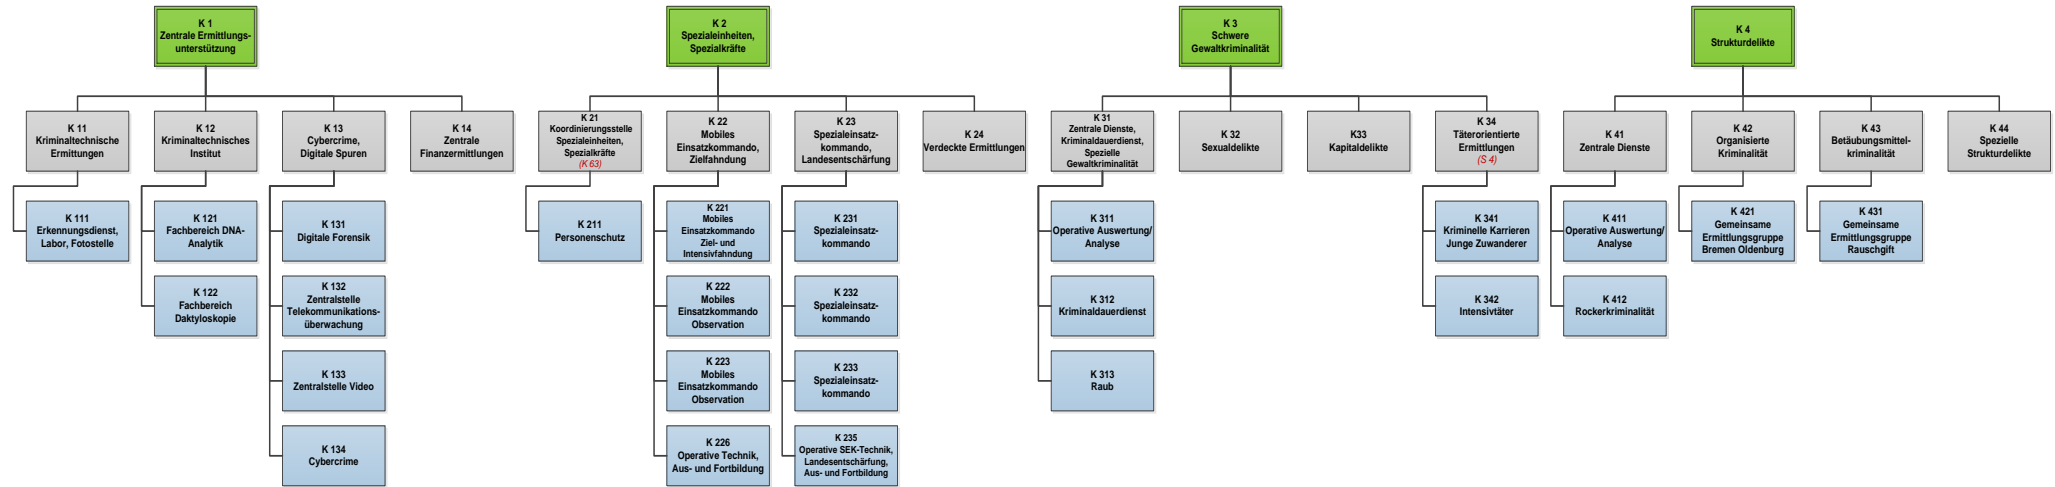 K 1
Zentrale Ermittlungs-
unterstützung
K 2
Spezialeinheiten,
Spezialkräfte
K 3
Schwere
Gewaltkriminalität
K 4
Strukturdelikte
K 11
Kriminaltechnische
Ermittungen
K 12
Kriminaltechnisches
Institut
K 13
Cybercrime,
Digitale Spuren
K 14
Zentrale
Finanzermittlungen
K 21
Koordinierungsstelle
Spezialeinheiten,
Spezialkräfte
(K 63)
K 22
Mobiles
Einsatzkommando,
Zielfahndung
K 23
Spezialeinsatz-
kommando,
Landesentschärfung
K 24
Verdeckte Ermittlungen
K 31
Zentrale Dienste,
Kriminaldauerdienst,
Spezielle
Gewaltkriminalität
K 32
Sexualdelikte
K33
Kapitaldelikte
K 34
Täterorientierte
Ermittlungen
(S 4)
K 41
Zentrale Dienste
K 42
Organisierte
Kriminalität
K 43
Betäubungsmittel-
kriminalität
K 44
Spezielle
Strukturdelikte
K 111
Erkennungsdienst,
Labor, Fotostelle
K 121
Fachbereich DNA-
Analytik
K 131
Digitale Forensik
K 211
Personenschutz
K 221
Mobiles
Einsatzkommando
Ziel- und
Intensivfahndung
K 231
Spezialeinsatz-
kommando
K 311
Operative Auswertung/
Analyse
K 341
Kriminelle Karrieren
Junge Zuwanderer
K 411
Operative Auswertung/
Analyse
K 421
Gemeinsame
Ermittlungsgruppe
Bremen Oldenburg
K 431
Gemeinsame
Ermittlungsgruppe
Rauschgift
K 122
Fachbereich
Daktyloskopie
K 132
Zentralstelle
Telekommunikations-
überwachung
K 222
Mobiles
Einsatzkommando
Observation
K 232
Spezialeinsatz-
kommando
K 312
Kriminaldauerdienst
K 342
Intensivtäter
K 412
Rockerkriminalität
K 133
Zentralstelle Video
K 223
Mobiles
Einsatzkommando
Observation
K 233
Spezialeinsatz-
kommando
K 313
Raub
K 134
Cybercrime
K 226
Operative Technik,
Aus- und Fortbildung
K 235
Operative SEK-Technik,
Landesentschärfung,
Aus- und Fortbildung